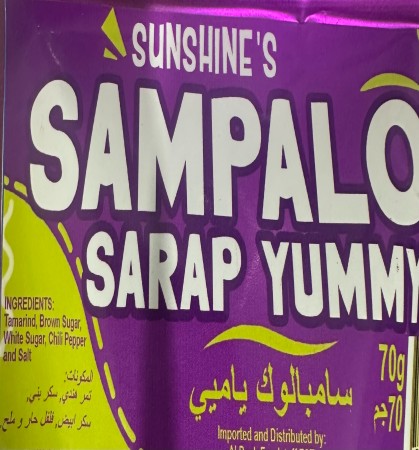 SUNSHINE'S
SAMPALO
SARAP YUMMY
INGREDIENTS:
Tamarind, Brown Sugar,
White Sugar, Chili Pepper
and Salt
المكونات:
تمر هندي, سكر بني,
سكر ابيض, فلفل حار و ملح
70g
70جم
سامبالوك ياميي
Imported and Distributed by: